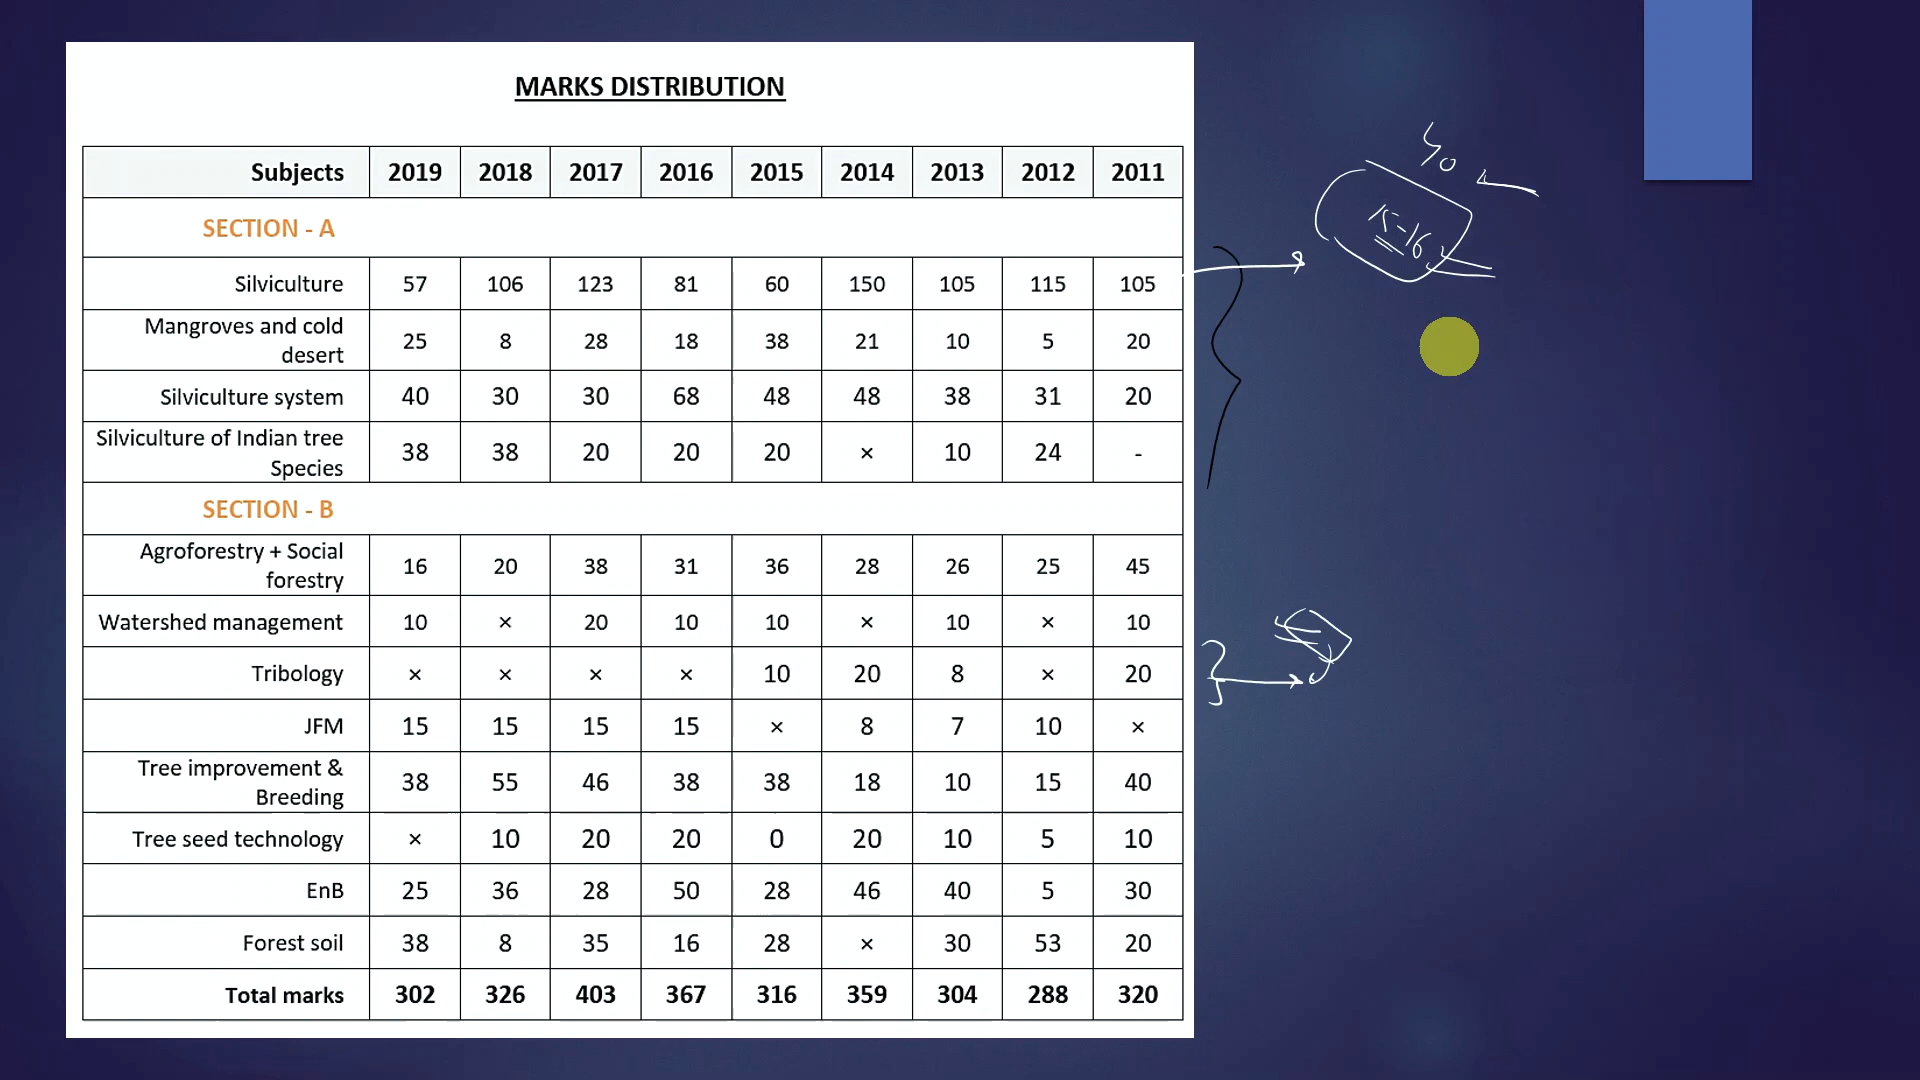 MARKS DISTRIBUTION
Subjects 2019 2018 2017 2016 2015 2014 2013 2012 2011
SECTION - A
Silviculture 57 106 123 81 60 150 105 115 105
Mangroves and cold
desert 25 8 28 18 38 21 10 5 20
Silviculture system 40 30 30 68 48 48 38 31 20
Silviculture of Indian tree
Species 38 38 20 20 20 × 10 24 -
SECTION - B
Agroforestry + Social
forestry 16 20 38 31 36 28 26 25 45
Watershed management 10 × 20 10 10 × 10 × 10
Tribology × × × × 10 20 8 × 20
JFM 15 15 15 15 × 8 7 10 ×
Tree improvement &
Breeding 38 55 46 38 38 18 10 15 40
Tree seed technology × 10 20 20 0 20 10 5 10
EnB 25 36 28 50 28 46 40 5 30
Forest soil 38 8 35 16 28 × 30 53 20
Total marks 302 326 403 367 316 359 304 288 320
15-16